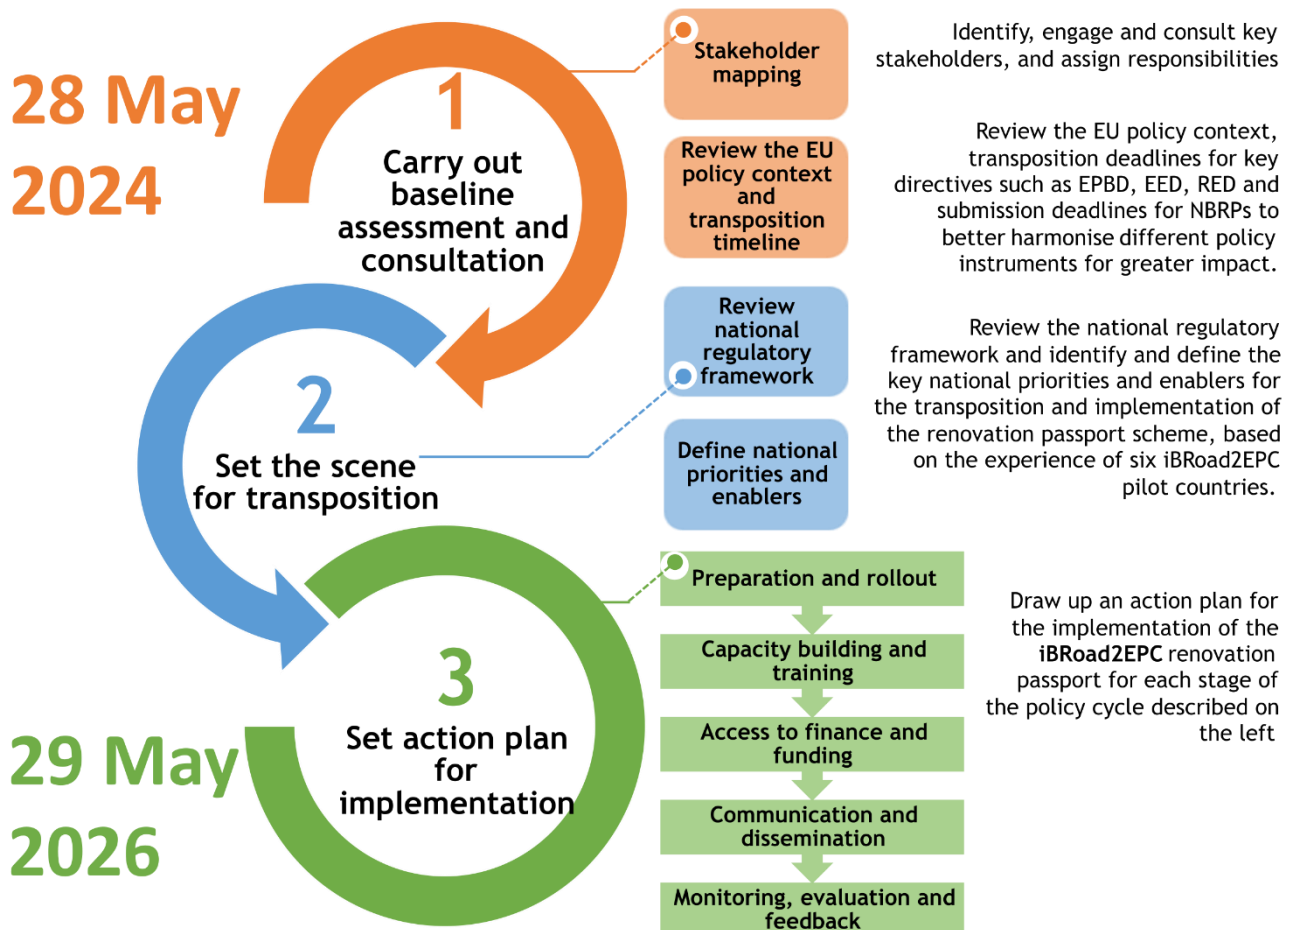 28 May
2024
1
Carry out
baseline
assessment and
consultation
Stakeholder
mapping
Identify, engage and consult key
stakeholders, and assign responsibilities
Review the EU
policy context
and
transposition
timeline
Review the EU policy context,
transposition deadlines for key
directives such as EPBD, EED, RED and
submission deadlines for NBRPs to
better harmonise different policy
instruments for greater impact.
2
Set the scene
for transposition
Review
national
regulatory
framework
Define national
priorities and
enablers
Review the national regulatory
framework and identify and define the
key national priorities and enablers for
the transposition and implementation of
the renovation passport scheme, based
on the experience of six iBRoad2EPC
pilot countries.
29 May
2026
3
Set action plan
for
implementation
Preparation and rollout
Capacity building and
training
Access to finance and
funding
Communication and
dissemination
Monitoring, evaluation and
feedback
Draw up an action plan for
the implementation of the
iBRoad2EPC renovation
passport for each stage of
the policy cycle described on
the left